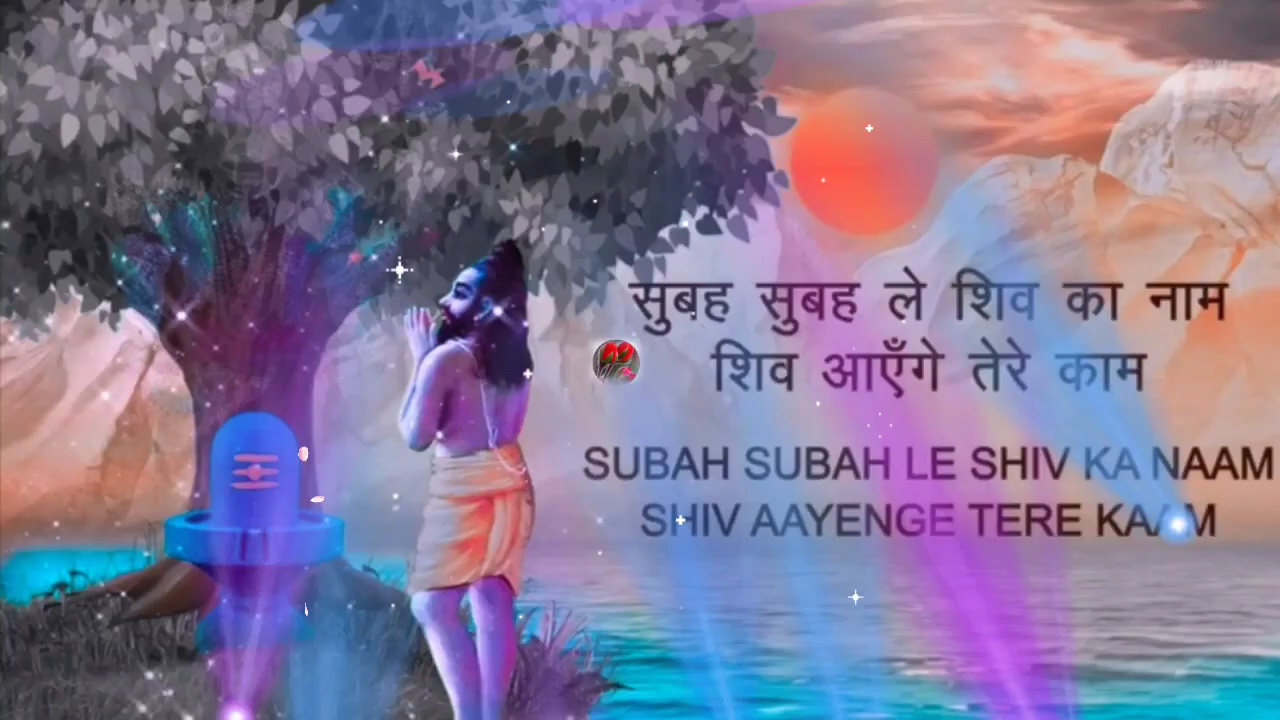 सुबह सुबह ले शिव का नाम
शिव आएँगे तेरे काम
SUBAH SUBAH LE SHIV KA NAAM
SHIV AAYENGE TERE KAAM